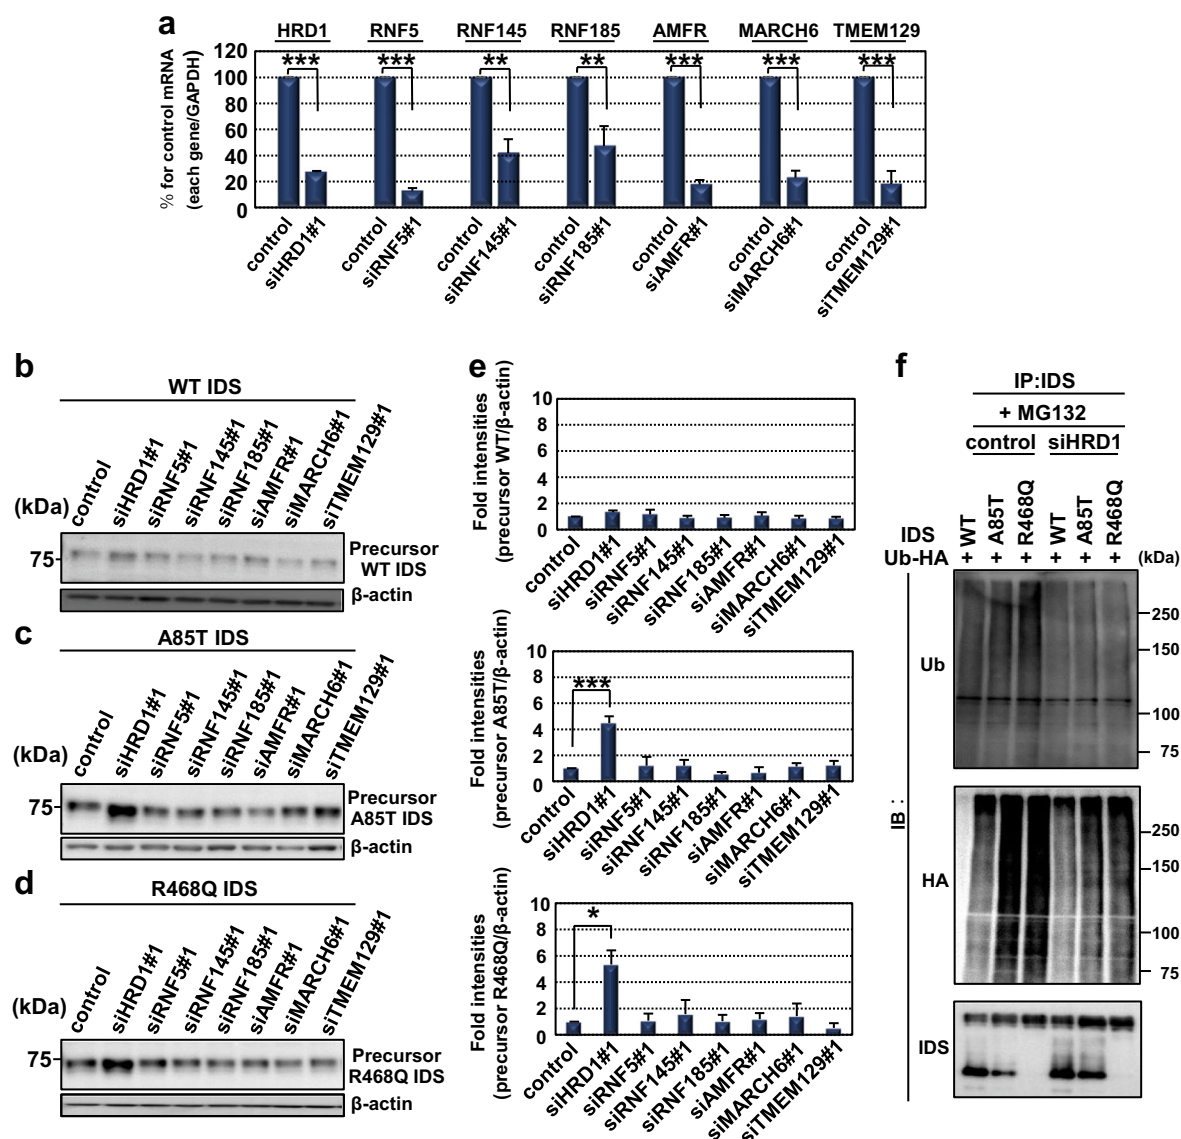 a
HRD1 RNF5 RNF145 RNF185 AMFR MARCH6 TMEM129
% for control mRNA
(each gene/GAPDH)
120
100
80
60
40
20
0
*** *** ** ** *** *** ***
control siHRD1#1 control siRNF5#1 control siRNF145#1 control siRNF185#1 control siAMFR#1 control siMARCH6#1 control siTMEM129#1
b
WT IDS
(kDa)
control siHRD1#1 siRNF5#1 siRNF145#1 siRNF185#1 siAMFR#1 siMARCH6#1 siTMEM129#1
75-
Precursor
WT IDS
β-actin
c
A85T IDS
(kDa)
control siHRD1#1 siRNF5#1 siRNF145#1 siRNF185#1 siAMFR#1 siMARCH6#1 siTMEM129#1
75-
Precursor
A85T IDS
β-actin
d
R468Q IDS
(kDa)
control siHRD1#1 siRNF5#1 siRNF145#1 siRNF185#1 siAMFR#1 siMARCH6#1 siTMEM129#1
75-
Precursor
R468Q IDS
β-actin
e
Fold intensities
(precursor WT/β-actin)
10
8
6
4
2
0
control siHRD1#1 siRNF5#1 siRNF145#1 siRNF185#1 siAMFR#1 siMARCH6#1 siTMEM129#1
Fold intensities
(precursor A85T/β-actin)
10
8
6
4
2
0
***
control siHRD1#1 siRNF5#1 siRNF145#1 siRNF185#1 siAMFR#1 siMARCH6#1 siTMEM129#1
Fold intensities
(precursor R468Q/β-actin)
10
8
6
4
2
0
*
control siHRD1#1 siRNF5#1 siRNF145#1 siRNF185#1 siAMFR#1 siMARCH6#1 siTMEM129#1
f
IP:IDS
+ MG132
control siHRD1
IDS WT A85T R468Q WT A85T R468Q
Ub-HA + + + + + + (kDa)
IB :
Ub
250
150
100
75
HA
250
150
100
75
IDS